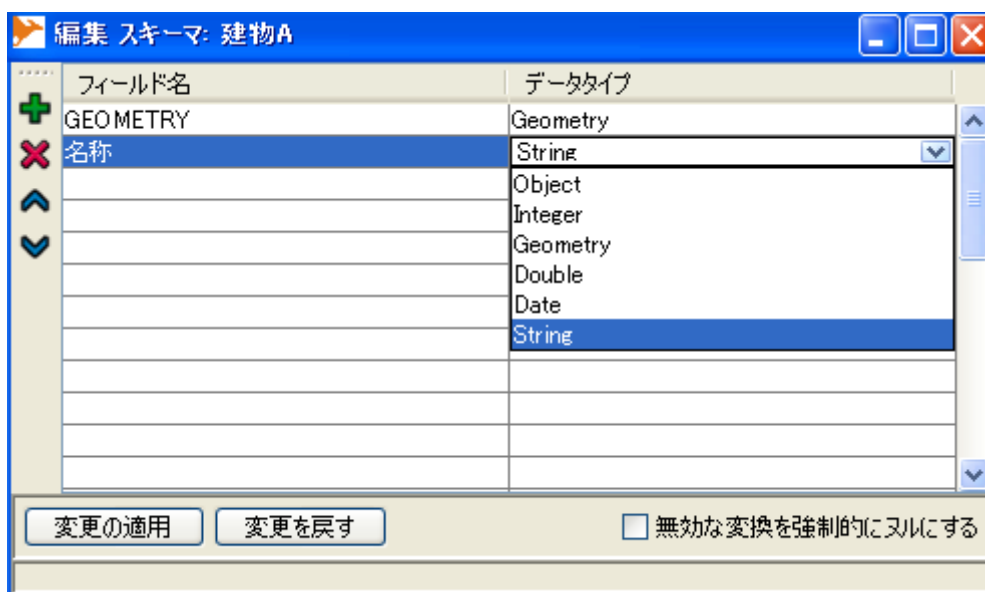 編集 スキーマ: 建物A
フィールド名 データタイプ
GEOMETRY Geometry
名称 String
Object
Integer
Geometry
Double
Date
String
変更の適用 変更を戻す 無効な変換を強制的にヌルにする